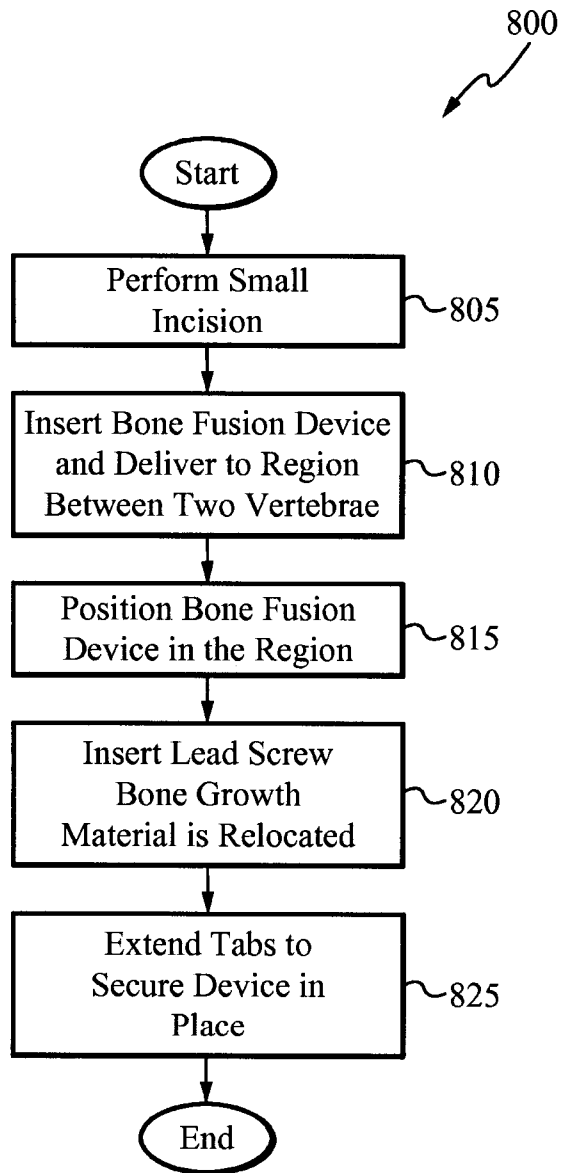 800
Start
Perform Small
Incision
805
Insert Bone Fusion Device
and Deliver to Region
Between Two Vertebrae
810
Position Bone Fusion
Device in the Region
815
Insert Lead Screw
Bone Growth
Material is Relocated
820
Extend Tabs to
Secure Device in
Place
825
End